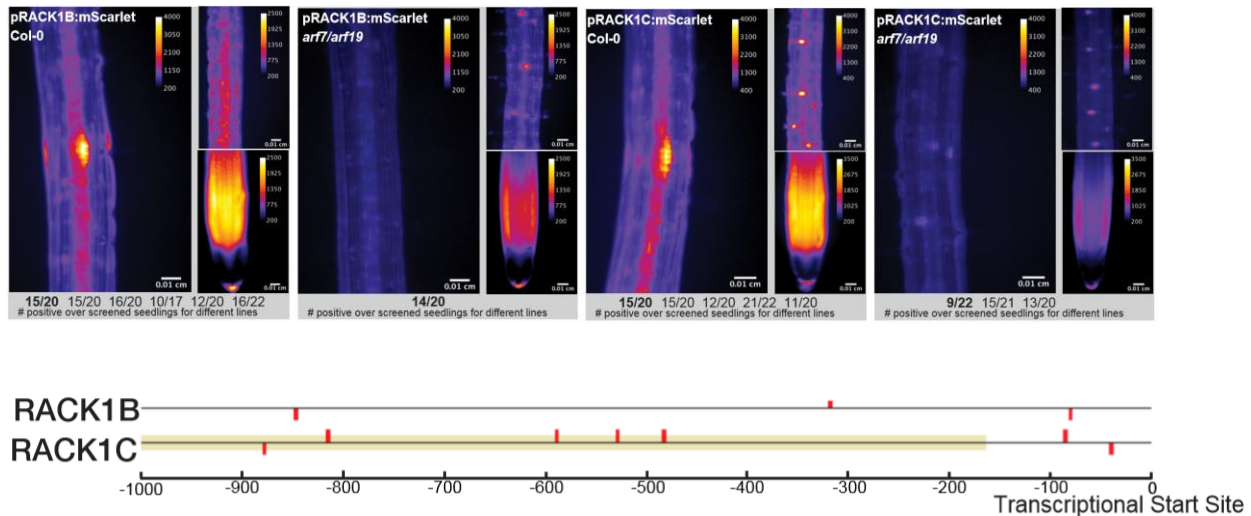 pRACK1B:mScarlet
Col-0
4000
3050
2100
1150
200
2500
1925
1350
775
200
0.01 cm
2500
1925
1350
775
200
0.01 cm
0.01 cm
15/20 15/20 16/20 10/17 12/20 16/22
# positive over screened seedlings for different lines
pRACK1B:mScarlet
arf7/arf19
4000
3050
2100
1150
200
2500
1925
1350
775
200
0.01 cm
2500
1925
1350
775
200
0.01 cm
0.01 cm
14/20
# positive over screened seedlings for different lines
pRACK1C:mScarlet
Col-0
4000
3100
2200
1300
400
4000
3100
2200
1300
400
0.01 cm
3500
2675
1850
1025
200
0.01 cm
0.01 cm
15/20 15/20 12/20 21/22 11/20
# positive over screened seedlings for different lines
pRACK1C:mScarlet
arf7/arf19
4000
3100
2200
1300
400
4000
3100
2200
1300
400
0.01 cm
3500
2675
1850
1025
200
0.01 cm
0.01 cm
9/22 15/21 13/20
# positive over screened seedlings for different lines
RACK1B
RACK1C
-1000 -900 -800 -700 -600 -500 -400 -300 -200 -100 0
Transcriptional Start Site